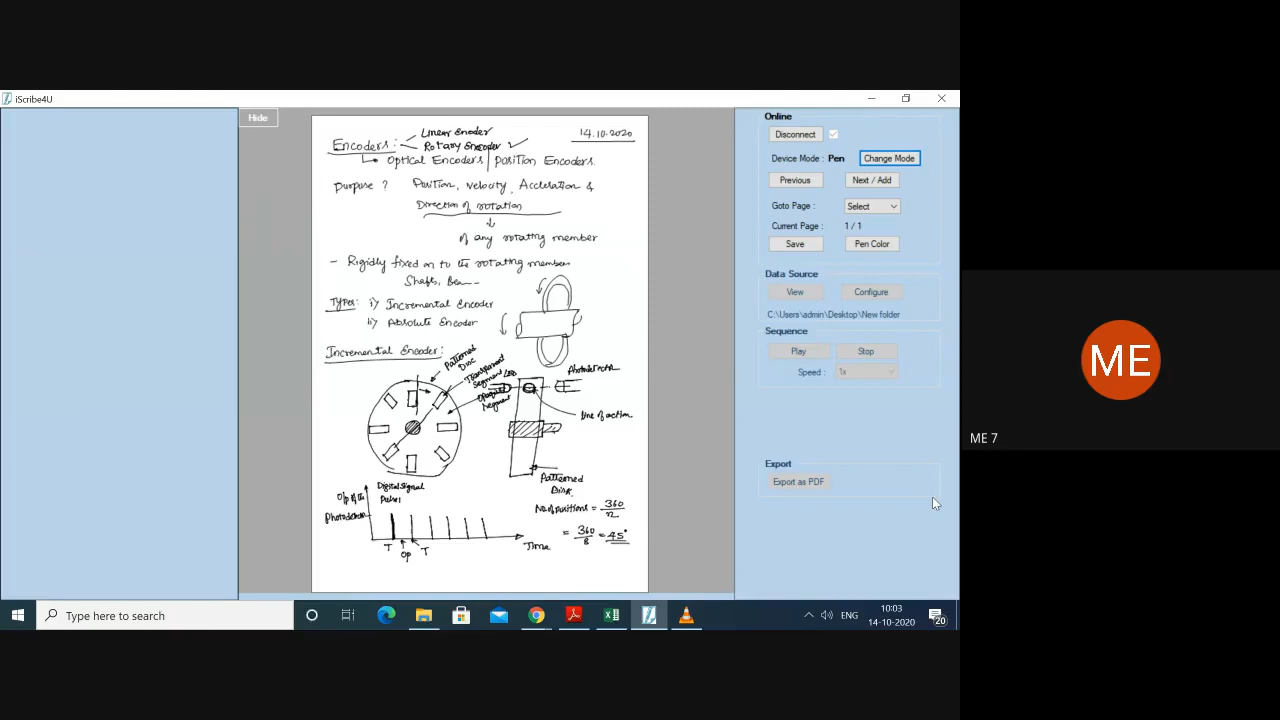 iScribe4U
Hide
Encoders:
Linear Encoder
Rotary Encoder
14.10.2020
Optical Encoders | Position Encoders.
Purpose ? Position, Velocity, Accleration &
Direction of rotation
of any rotating member
- Rigidly fixed on to the rotating member
Shafts, Bea
Types: i) Incremental Encoder
ii) Absolute Encoder
Incremental Encoder:
Patterned
Disc
Transparent
Segment
LED
Opaque
Segment
Photodetector
Line of action
Patterned
Disk
Digital Signal
Pulses
O/p of the
Photodetector
T
Op
T
Time
No of positions = 360
n
= 360 = 45°
8
Online
Disconnect
Device Mode : Pen
Change Mode
Previous
Next / Add
Goto Page : Select
Current Page : 1 / 1
Save
Pen Color
Data Source
View
Configure
C:\Users\admin\Desktop\New folder
Sequence
Play
Stop
Speed : 1x
Export
Export as PDF
ME
ME 7
Type here to search
ENG
10:03
14-10-2020
20